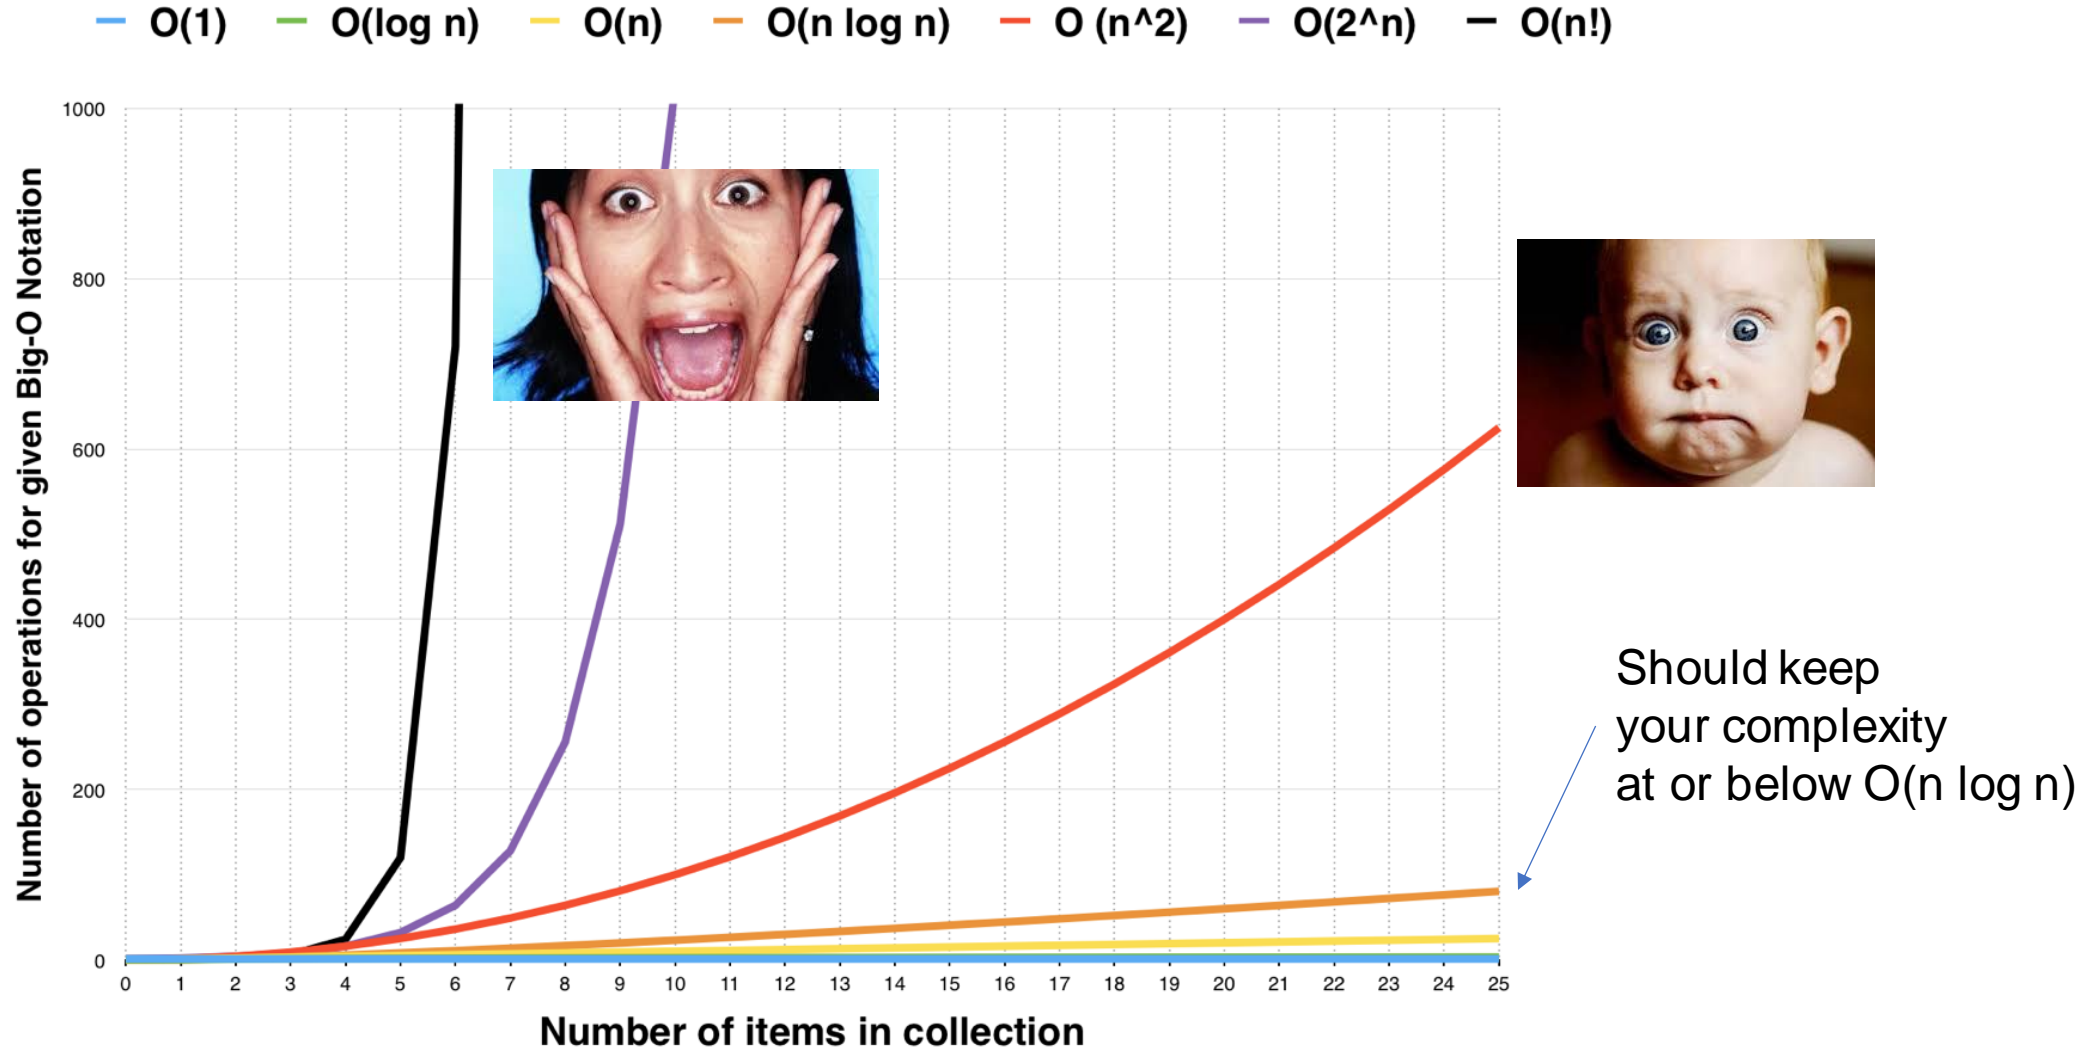 O(1) O(log n) O(n) O(n log n) O (n^2) O(2^n) O(n!)
Number of operations for given Big-O Notation
1000
800
600
400
200
0
0 1 2 3 4 5 6 7 8 9 10 11 12 13 14 15 16 17 18 19 20 21 22 23 24 25
Number of items in collection
Should keep
your complexity
at or below O(n log n)